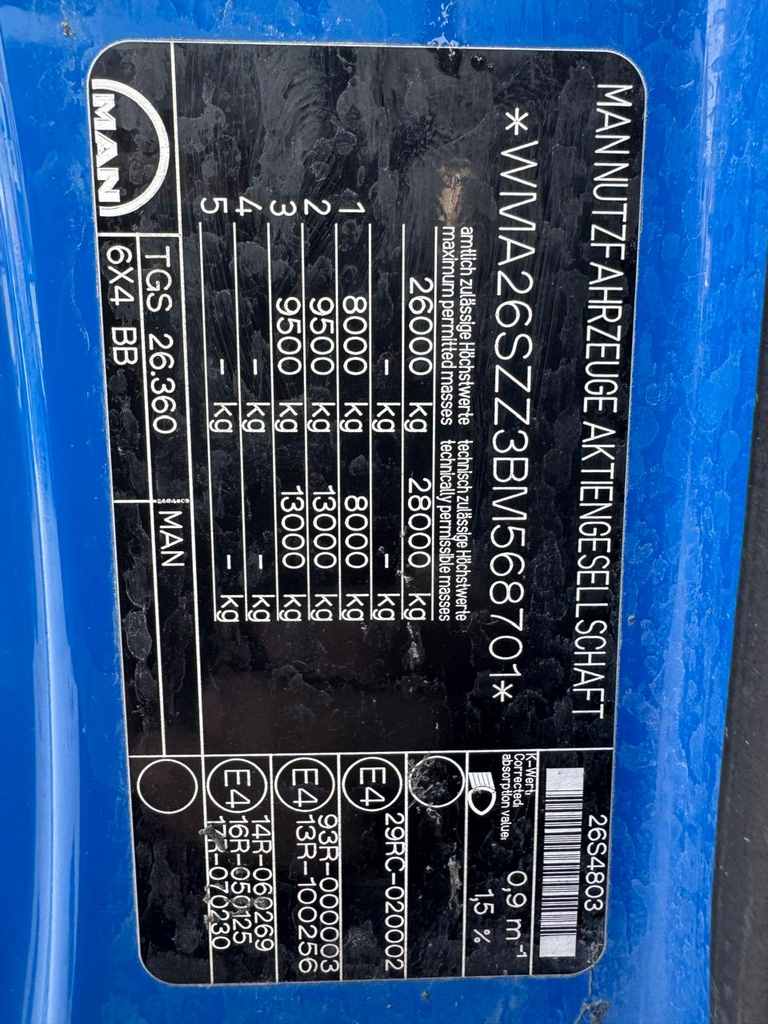 MAN NUTZFAHRZEUGE AKTIENGESELLSCHAFT
*WMA26SZZ3BM568701*
amtlich zulässige Höchstwerte
maximum permitted masses
technisch zulässige Höchstwerte
technically permissible masses
26000 kg 28000 kg
- kg - kg
1 8000 kg 8000 kg
2 9500 kg 13000 kg
3 9500 kg 13000 kg
4 - kg - kg
5 - kg - kg
MAN
TGS 26.360
6X4 BB
MAN
26S4803
K-Wert:
Corrected
absorption value:
0,9 m⁻¹
1,5 %
E4 29RC-020002
E4 93R-000003
13R-100256
E4 14R-060269
16R-050125
17R-070230